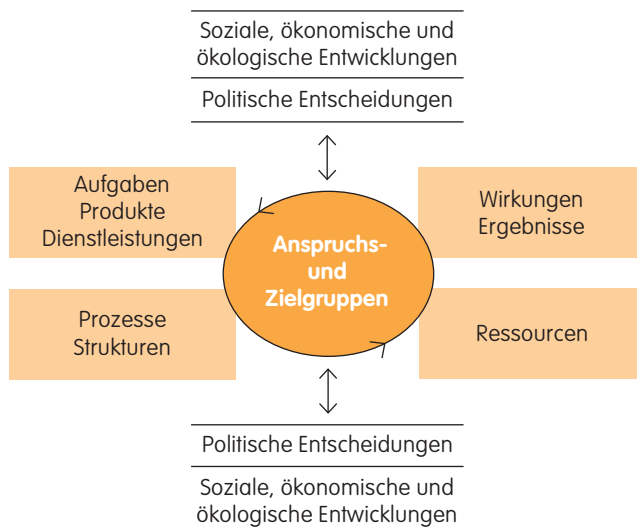 Soziale, ökonomische und
ökologische Entwicklungen
Politische Entscheidungen
Aufgaben
Produkte
Dienstleistungen
Wirkungen
Ergebnisse
Anspruchs-
und
Zielgruppen
Prozesse
Strukturen
Ressourcen
Politische Entscheidungen
Soziale, ökonomische und
ökologische Entwicklungen